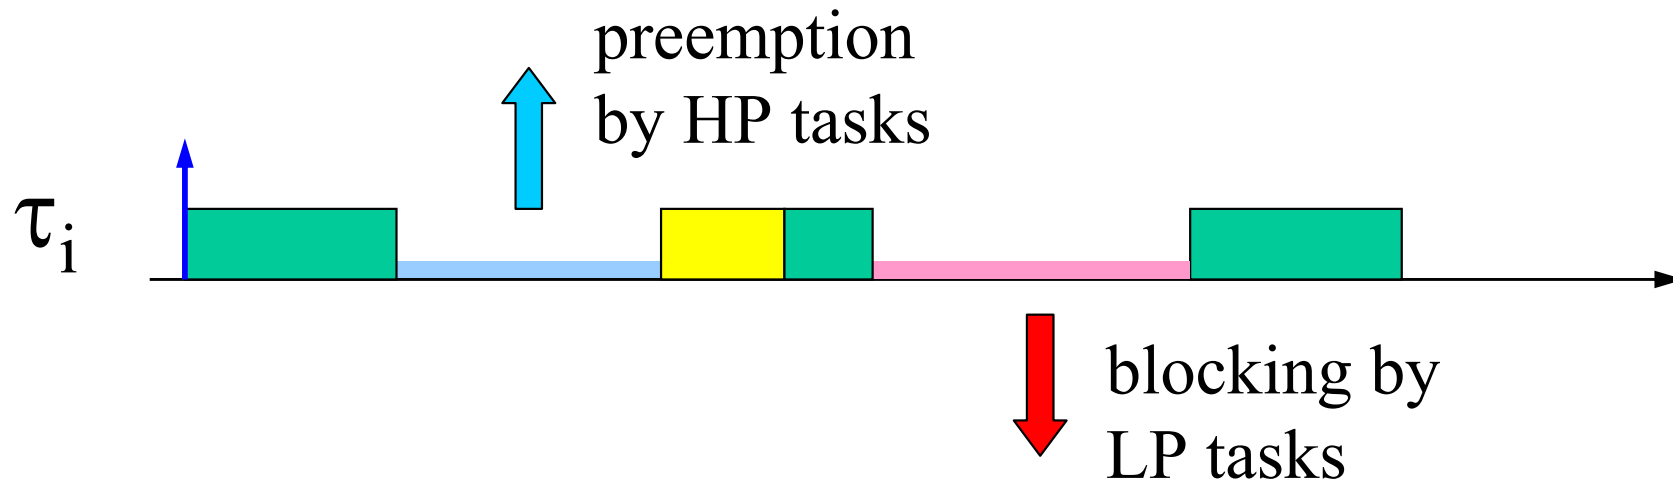 preemption
by HP tasks
τi
blocking by
LP tasks